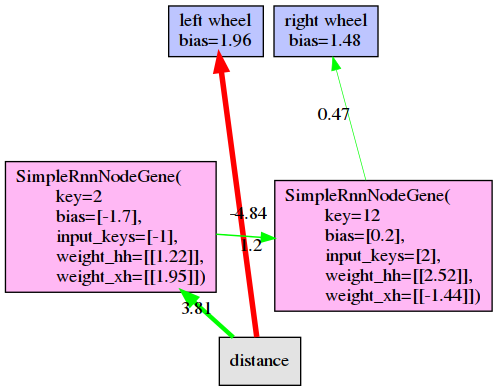 left wheel
bias=1.96
right wheel
bias=1.48
0.47
SimpleRnnNodeGene(
key=2
bias=[-1.7],
input_keys=[-1],
weight_hh=[[1.22]],
weight_xh=[[1.95]])
-4.84
1.2
SimpleRnnNodeGene(
key=12
bias=[0.2],
input_keys=[2],
weight_hh=[[2.52]],
weight_xh=[[-1.44]])
3.81
distance